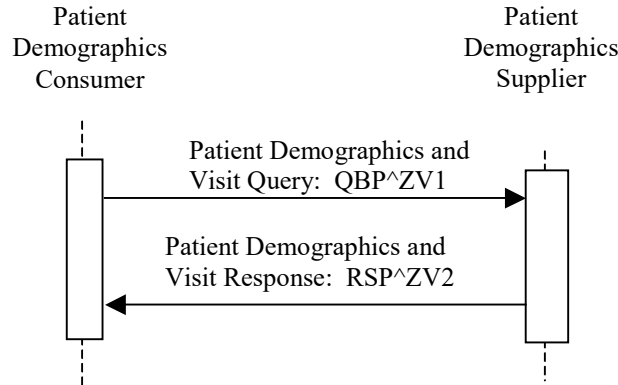 Patient
Demographics
Consumer
Patient
Demographics
Supplier
Patient Demographics and
Visit Query: QBP^ZV1
Patient Demographics and
Visit Response: RSP^ZV2